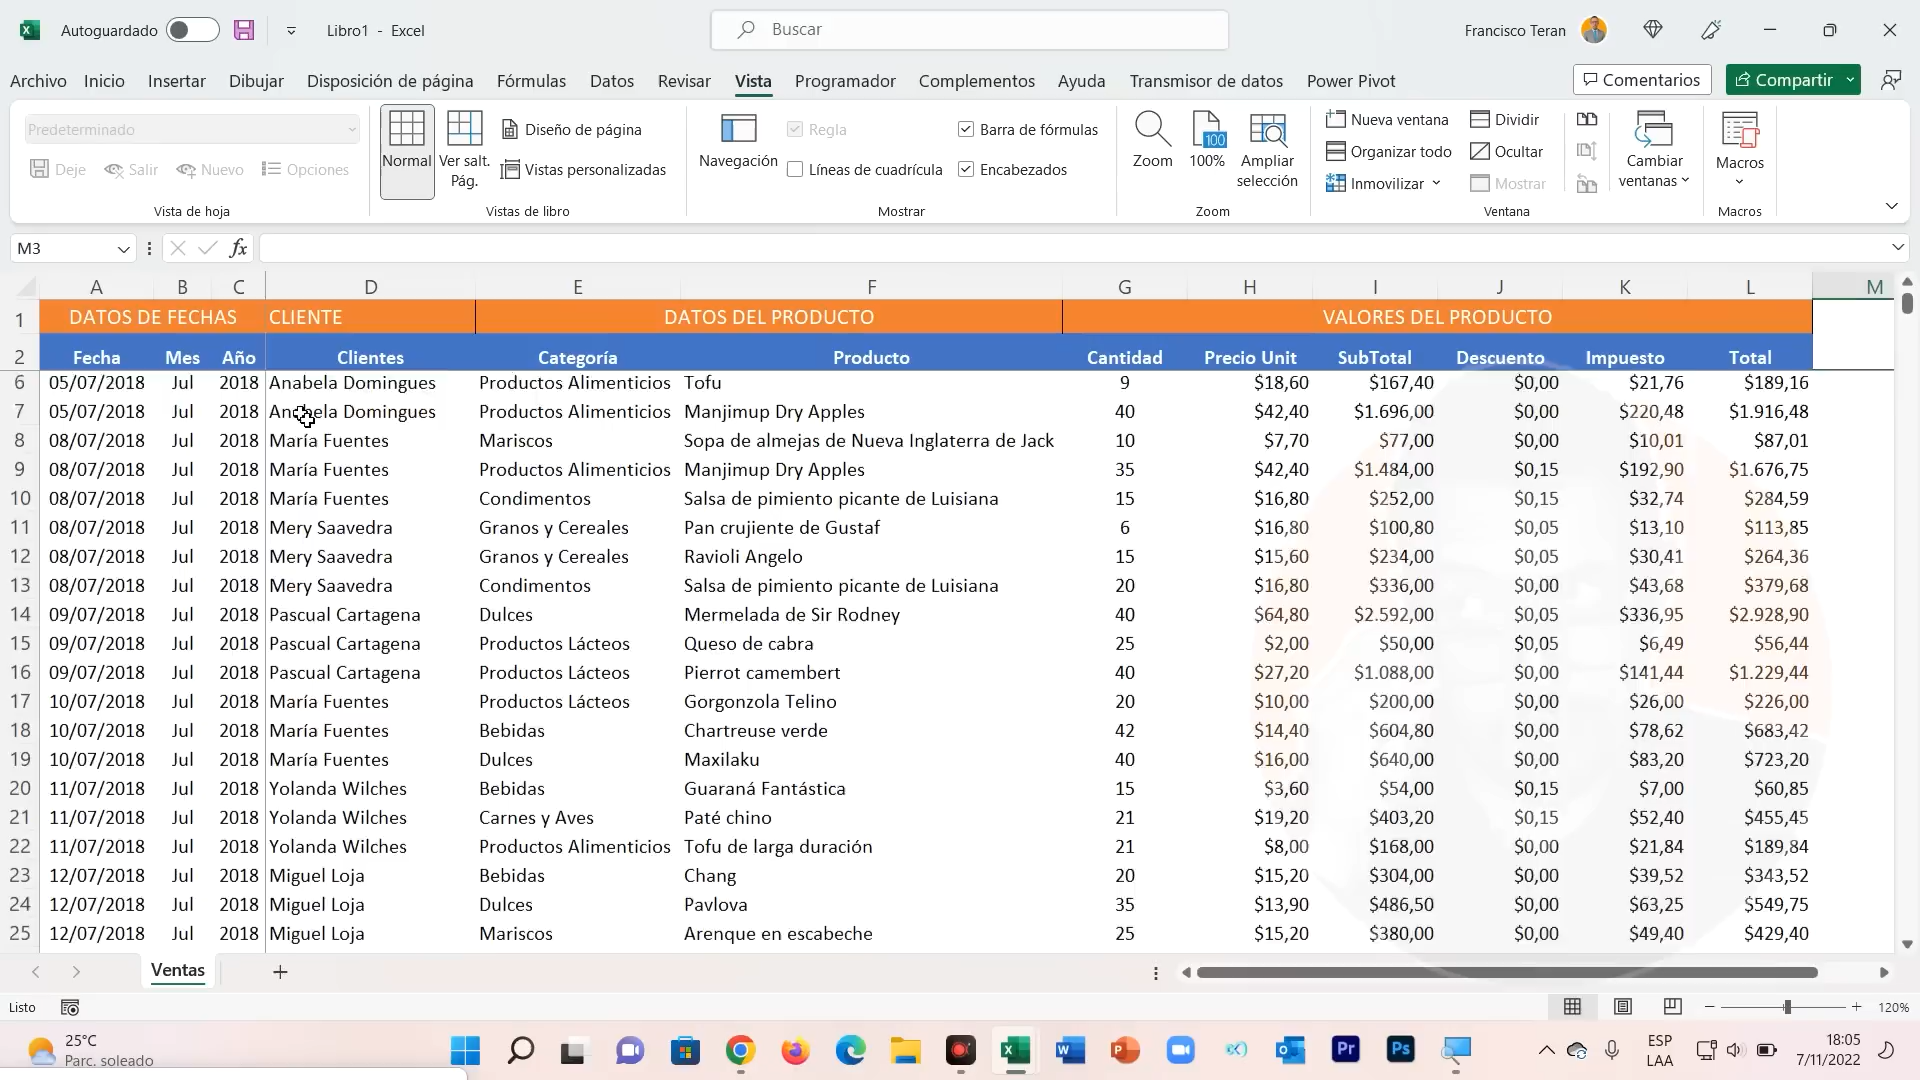 Autoguardado Libro1 - Excel Buscar Francisco Teran
Archivo Inicio Insertar Dibujar Disposición de página Fórmulas Datos Revisar Vista Programador Complementos Ayuda Transmisor de datos Power Pivot Comentarios Compartir
Predeterminado
Deje Salir Nuevo Opciones
Vista de hoja
Normal
Ver salt. Pág.
Diseño de página
Vistas personalizadas
Vistas de libro
Navegación
Regla
Barra de fórmulas
Líneas de cuadrícula
Encabezados
Mostrar
Zoom
100
100%
Ampliar selección
Zoom
Nueva ventana
Organizar todo
Inmovilizar
Dividir
Ocultar
Mostrar
Cambiar ventanas
Ventana
Macros
Macros
M3 fx
A B C D E F G H I J K L M
1 DATOS DE FECHAS CLIENTE DATOS DEL PRODUCTO VALORES DEL PRODUCTO
2 Fecha Mes Año Clientes Categoría Producto Cantidad Precio Unit SubTotal Descuento Impuesto Total
6 05/07/2018 Jul 2018 Anabela Domingues Productos Alimenticios Tofu 9 $18,60 $167,40 $0,00 $21,76 $189,16
7 05/07/2018 Jul 2018 Anabela Domingues Productos Alimenticios Manjimup Dry Apples 40 $42,40 $1.696,00 $0,00 $220,48 $1.916,48
8 08/07/2018 Jul 2018 María Fuentes Mariscos Sopa de almejas de Nueva Inglaterra de Jack 10 $7,70 $77,00 $0,00 $10,01 $87,01
9 08/07/2018 Jul 2018 María Fuentes Productos Alimenticios Manjimup Dry Apples 35 $42,40 $1.484,00 $0,15 $192,90 $1.676,75
10 08/07/2018 Jul 2018 María Fuentes Condimentos Salsa de pimiento picante de Luisiana 15 $16,80 $252,00 $0,15 $32,74 $284,59
11 08/07/2018 Jul 2018 Mery Saavedra Granos y Cereales Pan crujiente de Gustaf 6 $16,80 $100,80 $0,05 $13,10 $113,85
12 08/07/2018 Jul 2018 Mery Saavedra Granos y Cereales Ravioli Angelo 15 $15,60 $234,00 $0,05 $30,41 $264,36
13 08/07/2018 Jul 2018 Mery Saavedra Condimentos Salsa de pimiento picante de Luisiana 20 $16,80 $336,00 $0,00 $43,68 $379,68
14 09/07/2018 Jul 2018 Pascual Cartagena Dulces Mermelada de Sir Rodney 40 $64,80 $2.592,00 $0,05 $336,95 $2.928,90
15 09/07/2018 Jul 2018 Pascual Cartagena Productos Lácteos Queso de cabra 25 $2,00 $50,00 $0,05 $6,49 $56,44
16 09/07/2018 Jul 2018 Pascual Cartagena Productos Lácteos Pierrot camembert 40 $27,20 $1.088,00 $0,00 $141,44 $1.229,44
17 10/07/2018 Jul 2018 María Fuentes Productos Lácteos Gorgonzola Telino 20 $10,00 $200,00 $0,00 $26,00 $226,00
18 10/07/2018 Jul 2018 María Fuentes Bebidas Chartreuse verde 42 $14,40 $604,80 $0,00 $78,62 $683,42
19 10/07/2018 Jul 2018 María Fuentes Dulces Maxilaku 40 $16,00 $640,00 $0,00 $83,20 $723,20
20 11/07/2018 Jul 2018 Yolanda Wilches Bebidas Guaraná Fantástica 15 $3,60 $54,00 $0,15 $7,00 $60,85
21 11/07/2018 Jul 2018 Yolanda Wilches Carnes y Aves Paté chino 21 $19,20 $403,20 $0,15 $52,40 $455,45
22 11/07/2018 Jul 2018 Yolanda Wilches Productos Alimenticios Tofu de larga duración 21 $8,00 $168,00 $0,00 $21,84 $189,84
23 12/07/2018 Jul 2018 Miguel Loja Bebidas Chang 20 $15,20 $304,00 $0,00 $39,52 $343,52
24 12/07/2018 Jul 2018 Miguel Loja Dulces Pavlova 35 $13,90 $486,50 $0,00 $63,25 $549,75
25 12/07/2018 Jul 2018 Miguel Loja Mariscos Arenque en escabeche 25 $15,20 $380,00 $0,00 $49,40 $429,40
Ventas
Listo 120%
25°C
Parc. soleado
Pr Ps
ESP
LAA
18:05
7/11/2022